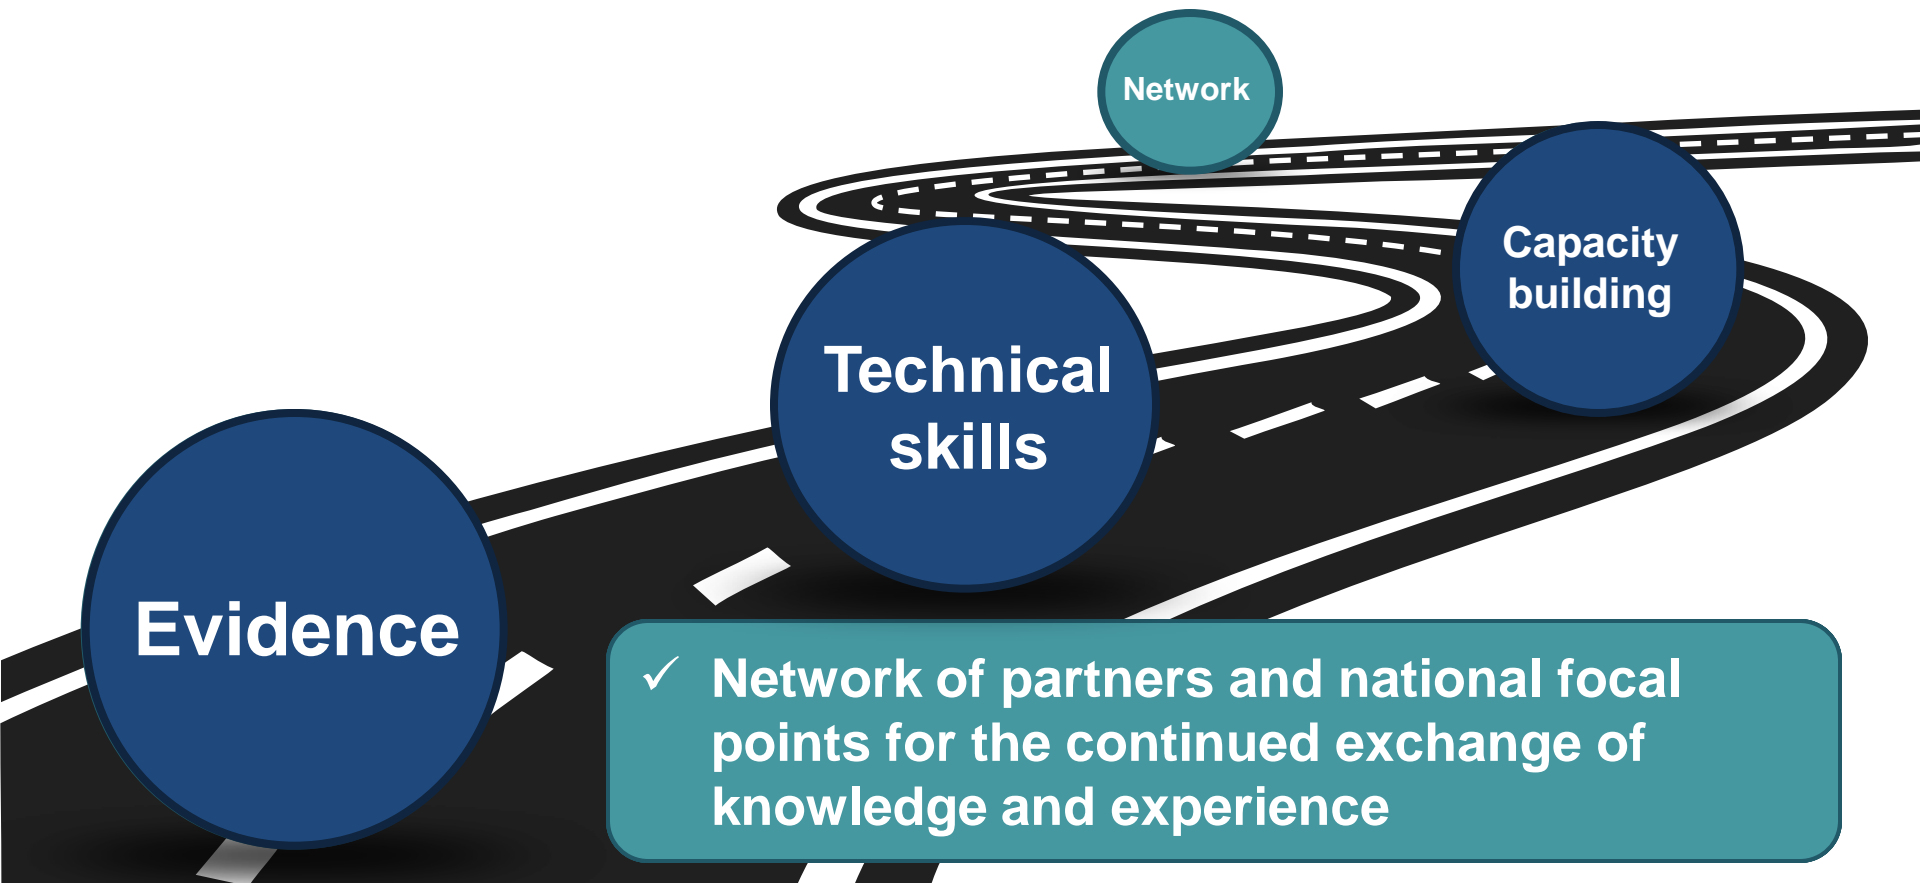 Network
Capacity
building
Technical
skills
Evidence
✓ Network of partners and national focal
points for the continued exchange of
knowledge and experience